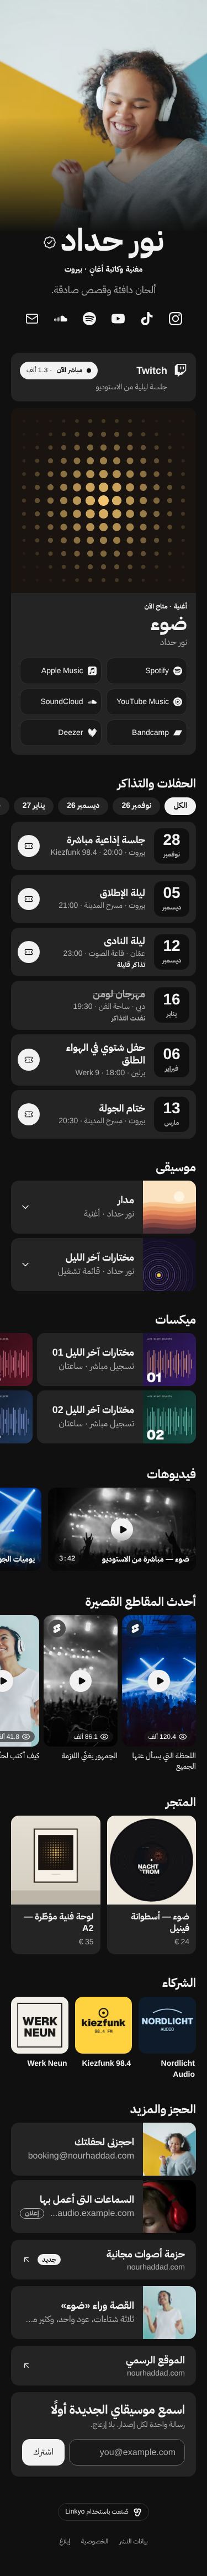 نور حداد
مغنية وكاتبة أغانٍ · بيروت
ألحان دافئة وقصص صادقة.
Twitch
مباشر الآن · 1.3 ألف
جلسة ليلية من الاستوديو
أغنية · متاح الآن
ضوء
نور حداد
Spotify
Apple Music
YouTube Music
SoundCloud
Bandcamp
Deezer
الحفلات والتذاكر
الكل
نوفمبر 26
ديسمبر 26
يناير 27
28
نوفمبر
جلسة إذاعية مباشرة
بيروت · 20:00 · Kiezfunk 98.4
05
ديسمبر
ليلة الإطلاق
بيروت · مسرح المدينة · 21:00
12
ديسمبر
ليلة النادي
عمّان · قاعة الصوت · 23:00
تذاكر قليلة
16
يناير
مهرجان لومن
دبي · ساحة الفن · 19:30
نفدت التذاكر
06
فبراير
حفل شتوي في الهواء
الطلق
برلين · Werk 9 · 18:00
13
مارس
ختام الجولة
بيروت · مسرح المدينة · 20:30
موسيقى
مدار
نور حداد · أغنية
مختارات آخر الليل
نور حداد · قائمة تشغيل
ميكسات
01
مختارات آخر الليل 01
تسجيل مباشر · ساعتان
02
مختارات آخر الليل 02
تسجيل مباشر · ساعتان
فيديوهات
ضوء — مباشرة من الاستوديو
3:42
يوميات الجو
أحدث المقاطع القصيرة
120.4 ألف
86.1 ألف
41.8 ألف
اللحظة التي يسأل عنها
الجميع
الجمهور يغنّي اللازمة
المتجر
NACHT
STROM
ضوء — أسطوانة
فينيل
24 €
لوحة فنية مؤطّرة —
A2
35 €
الشركاء
NORDLICHT
AUDIO
Nordlicht
Audio
kiezfunk
98.4 FM
Kiezfunk 98.4
WERK
NEUN
Werk Neun
الحجز والمزيد
احجزني لحفلتك
booking@nourhaddad.com
السماعات التي أعمل بها
audio.example.com...
إعلان
حزمة أصوات مجانية
nourhaddad.com
جديد
القصة وراء «ضوء»
ثلاثة شتاءات، عود واحد، وكثير م...
الموقع الرسمي
nourhaddad.com
اسمع موسيقاي الجديدة أولًا
رسالة واحدة لكل إصدار. بلا إزعاج.
you@example.com
اشترك
صُنعت باستخدام Linkyo
بيانات النشر
الخصوصية
إبلاغ